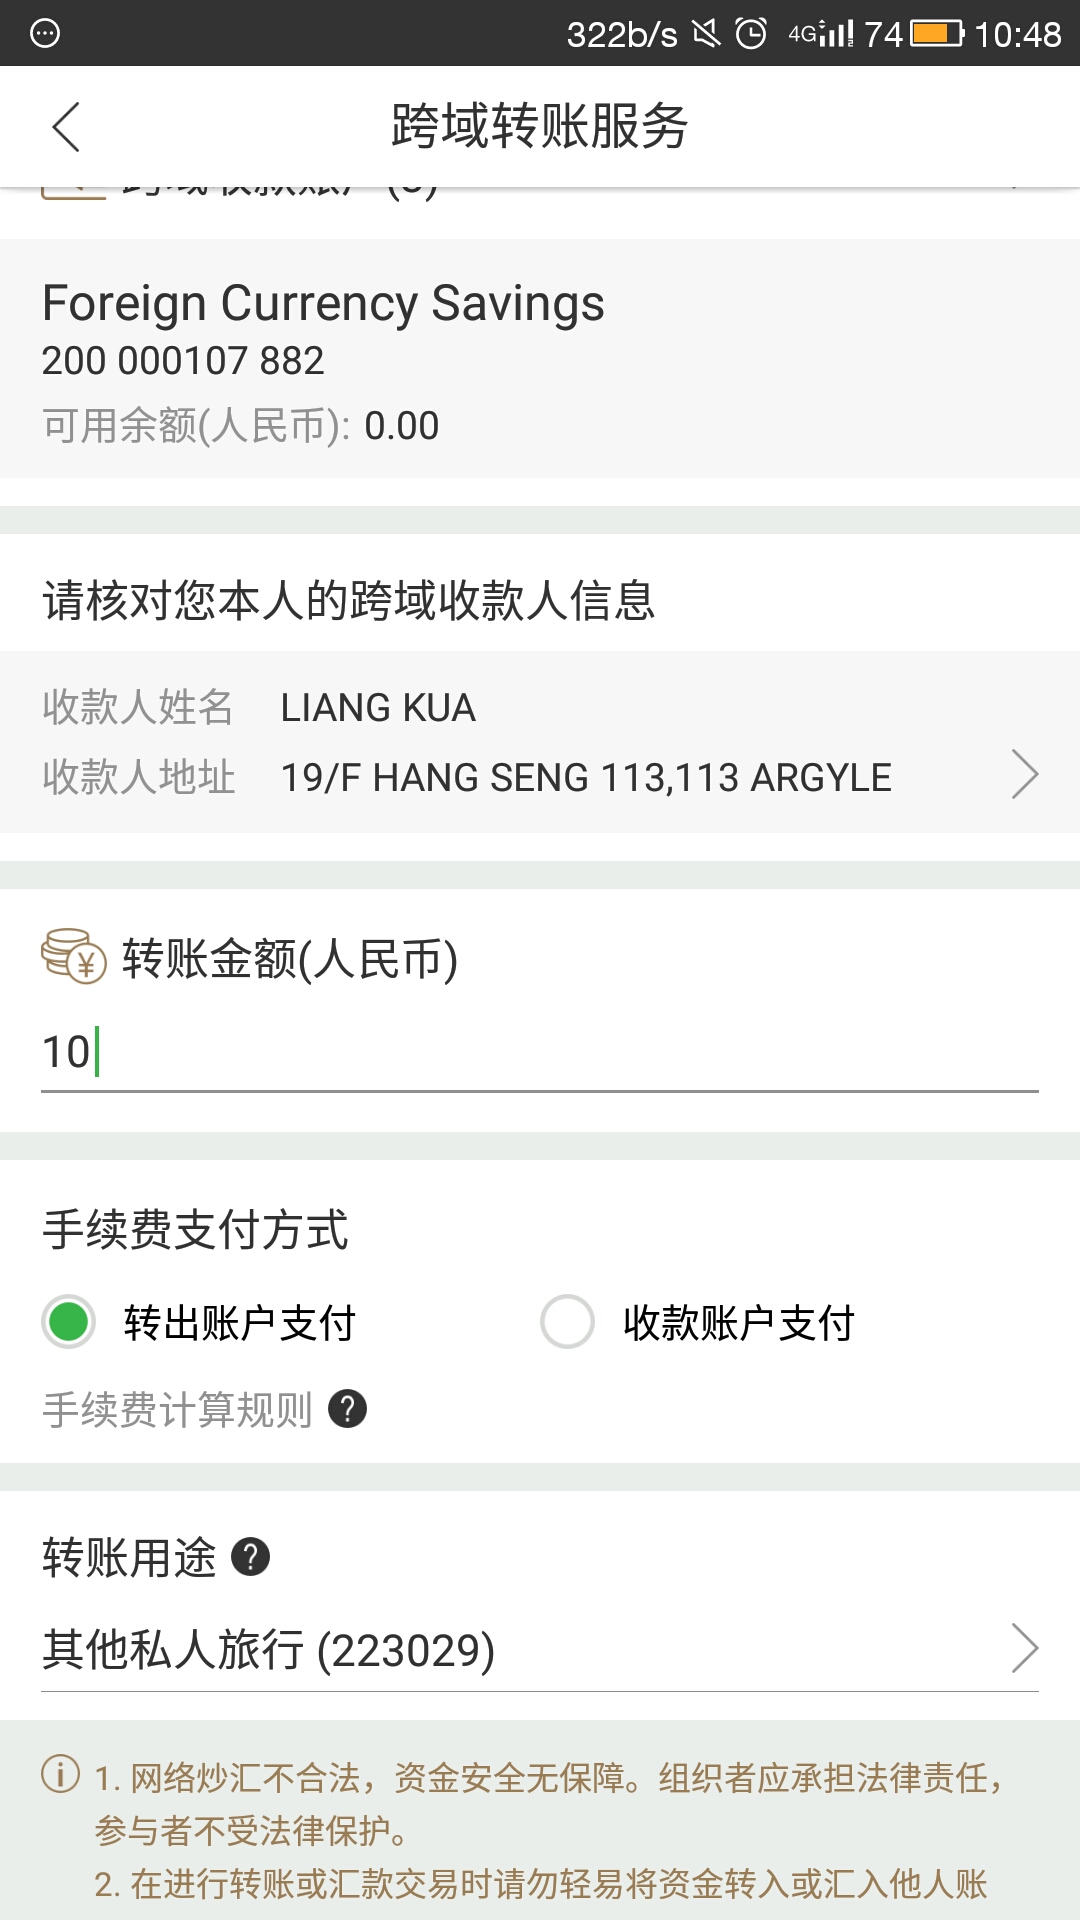 322b/s 4G 74 10:48
跨域转账服务
跨域收款账户 (3)
Foreign Currency Savings
200 000107 882
可用余额(人民币): 0.00
请核对您本人的跨域收款人信息
收款人姓名 LIANG KUA
收款人地址 19/F HANG SENG 113,113 ARGYLE
转账金额(人民币)
10
手续费支付方式
转出账户支付 收款账户支付
手续费计算规则 ?
转账用途 ?
其他私人旅行 (223029)
1. 网络炒汇不合法，资金安全无保障。组织者应承担法律责任，
参与者不受法律保护。
2. 在进行转账或汇款交易时请勿轻易将资金转入或汇入他人账